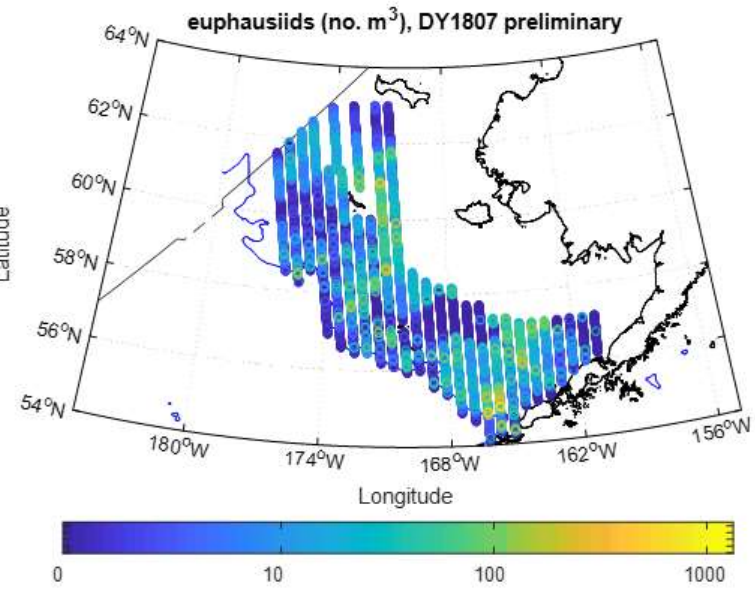 euphausiids (no. m³), DY1807 preliminary
64°N
62°N
60°N
58°N
56°N
54°N
Latitude
180°W
174°W
168°W
162°W
156°W
Longitude
0
10
100
1000